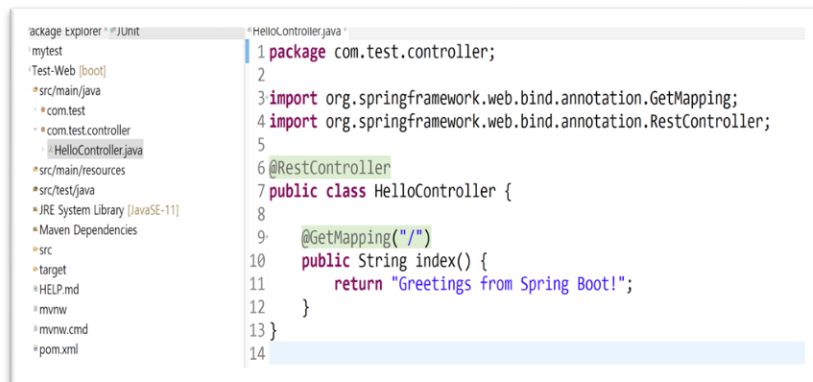 Package Explorer JUnit
mytest
Test-Web [boot]
src/main/java
com.test
com.test.controller
HelloController.java
src/main/resources
src/test/java
JRE System Library [JavaSE-11]
Maven Dependencies
src
target
HELP.md
mvnw
mvnw.cmd
pom.xml
HelloController.java
1 package com.test.controller;
2
3 import org.springframework.web.bind.annotation.GetMapping;
4 import org.springframework.web.bind.annotation.RestController;
5
6 @RestController
7 public class HelloController {
8
9 @GetMapping("/")
10 public String index() {
11 return "Greetings from Spring Boot!";
12 }
13 }
14